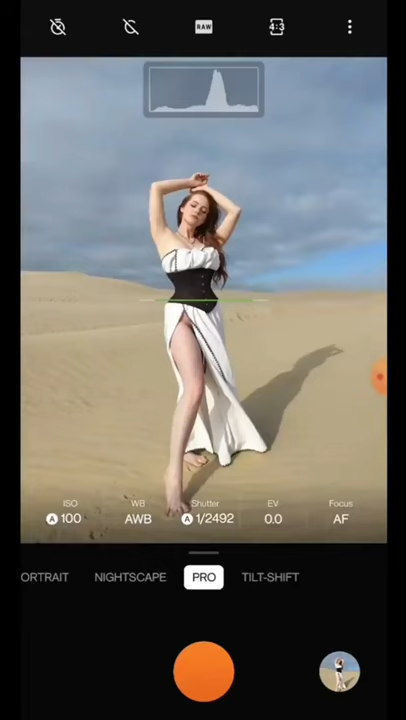 RAW
4:3
ISO WB Shutter EV Focus
A 100 AWB A 1/2492 0.0 AF
ORTRAIT NIGHTSCAPE PRO TILT-SHIFT